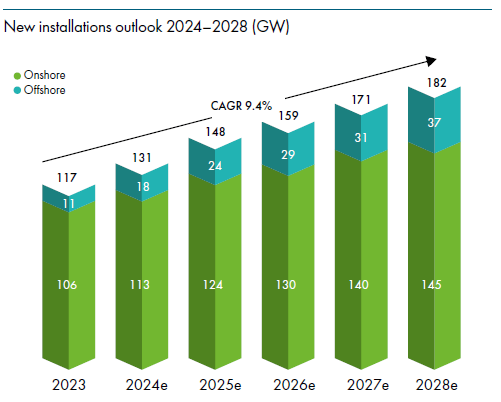 New installations outlook 2024–2028 (GW)
Onshore
Offshore
CAGR 9.4%
117
131
148
159
171
182
11
18
24
29
31
37
106
113
124
130
140
145
2023
2024e
2025e
2026e
2027e
2028e